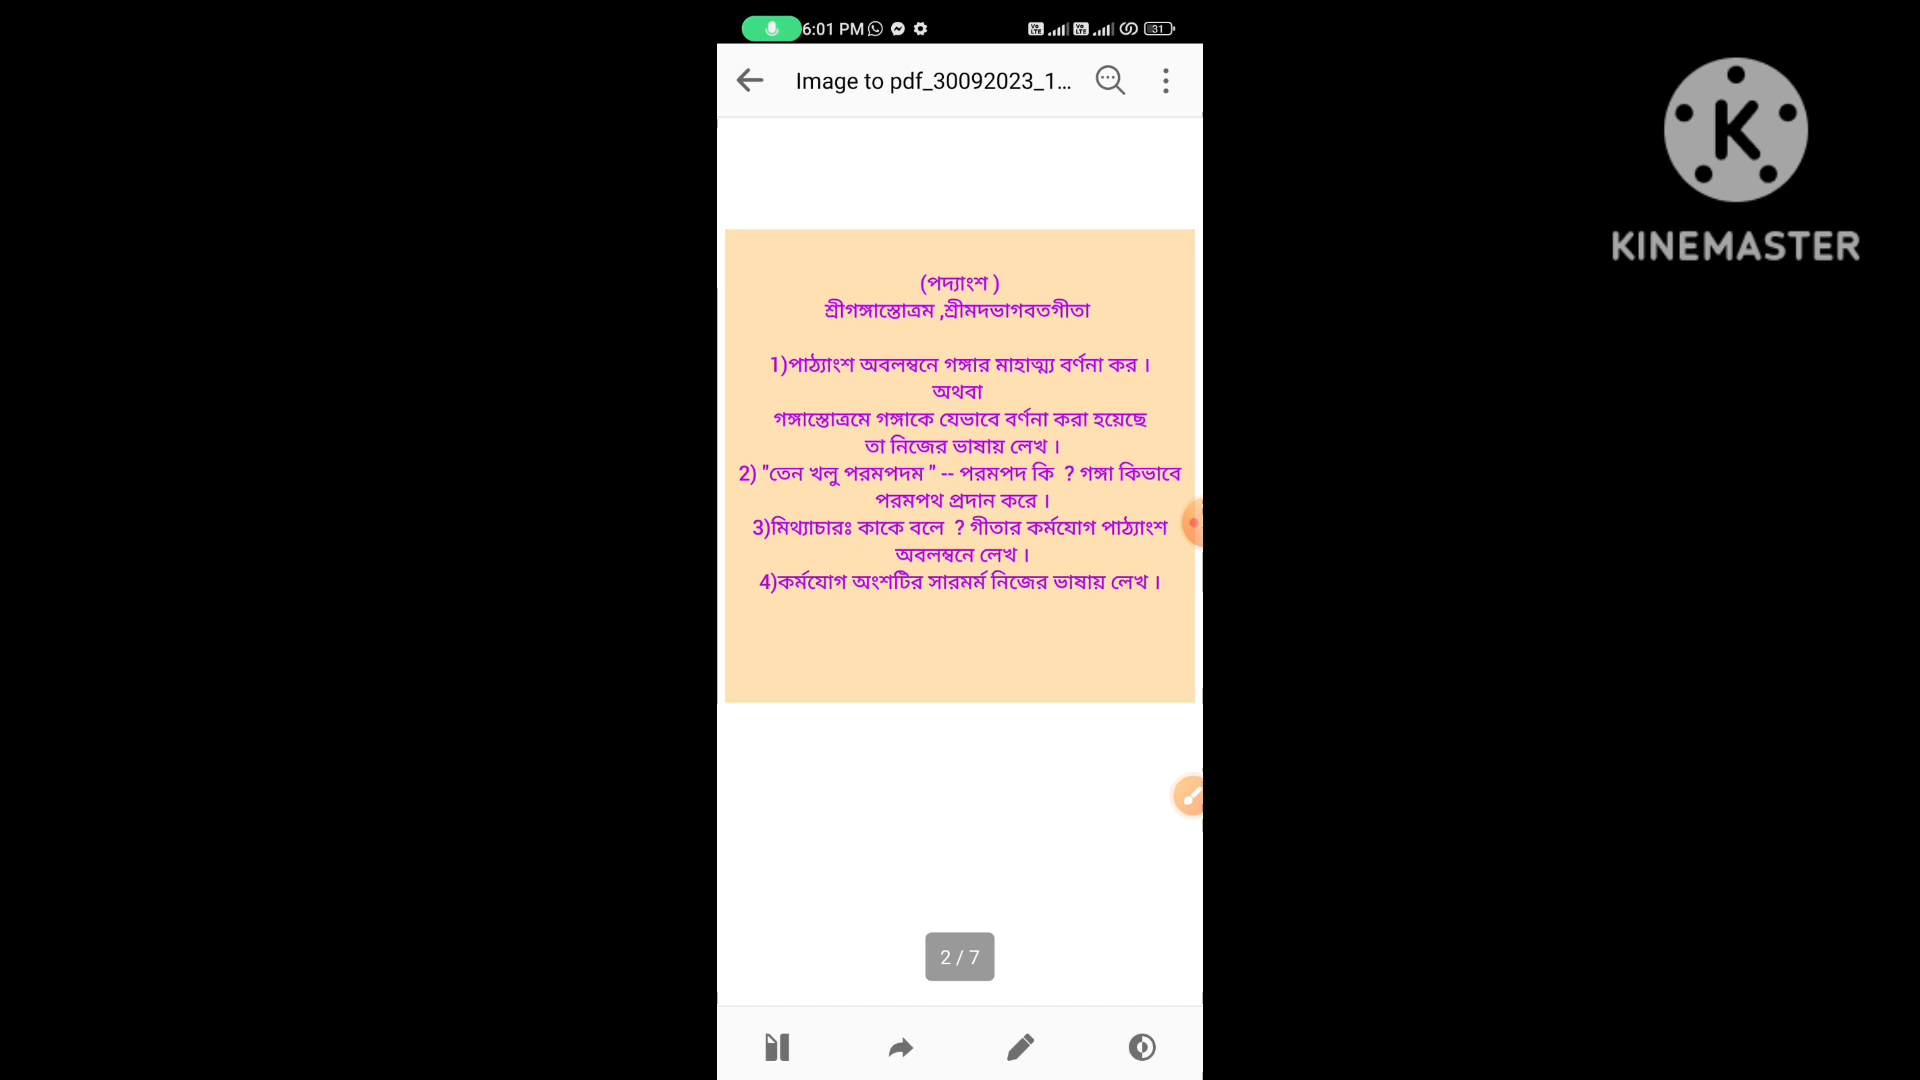 6:01 PM
31
Image to pdf_30092023_1...
K
KINEMASTER
(পদ্যাংশ )
শ্রীগঙ্গাস্তোত্রম ,শ্রীমদভাগবতগীতা
1)পাঠ্যাংশ অবলম্বনে গঙ্গার মাহাত্ম্য বর্ণনা কর ।
অথবা
গঙ্গাস্তোত্রমে গঙ্গাকে যেভাবে বর্ণনা করা হয়েছে
তা নিজের ভাষায় লেখ ।
2) "তেন খলু পরমপদম " -- পরমপদ কি ? গঙ্গা কিভাবে
পরমপথ প্রদান করে ।
3)মিথ্যাচারঃ কাকে বলে ? গীতার কর্মযোগ পাঠ্যাংশ
অবলম্বনে লেখ ।
4)কর্মযোগ অংশটির সারমর্ম নিজের ভাষায় লেখ ।
2 / 7